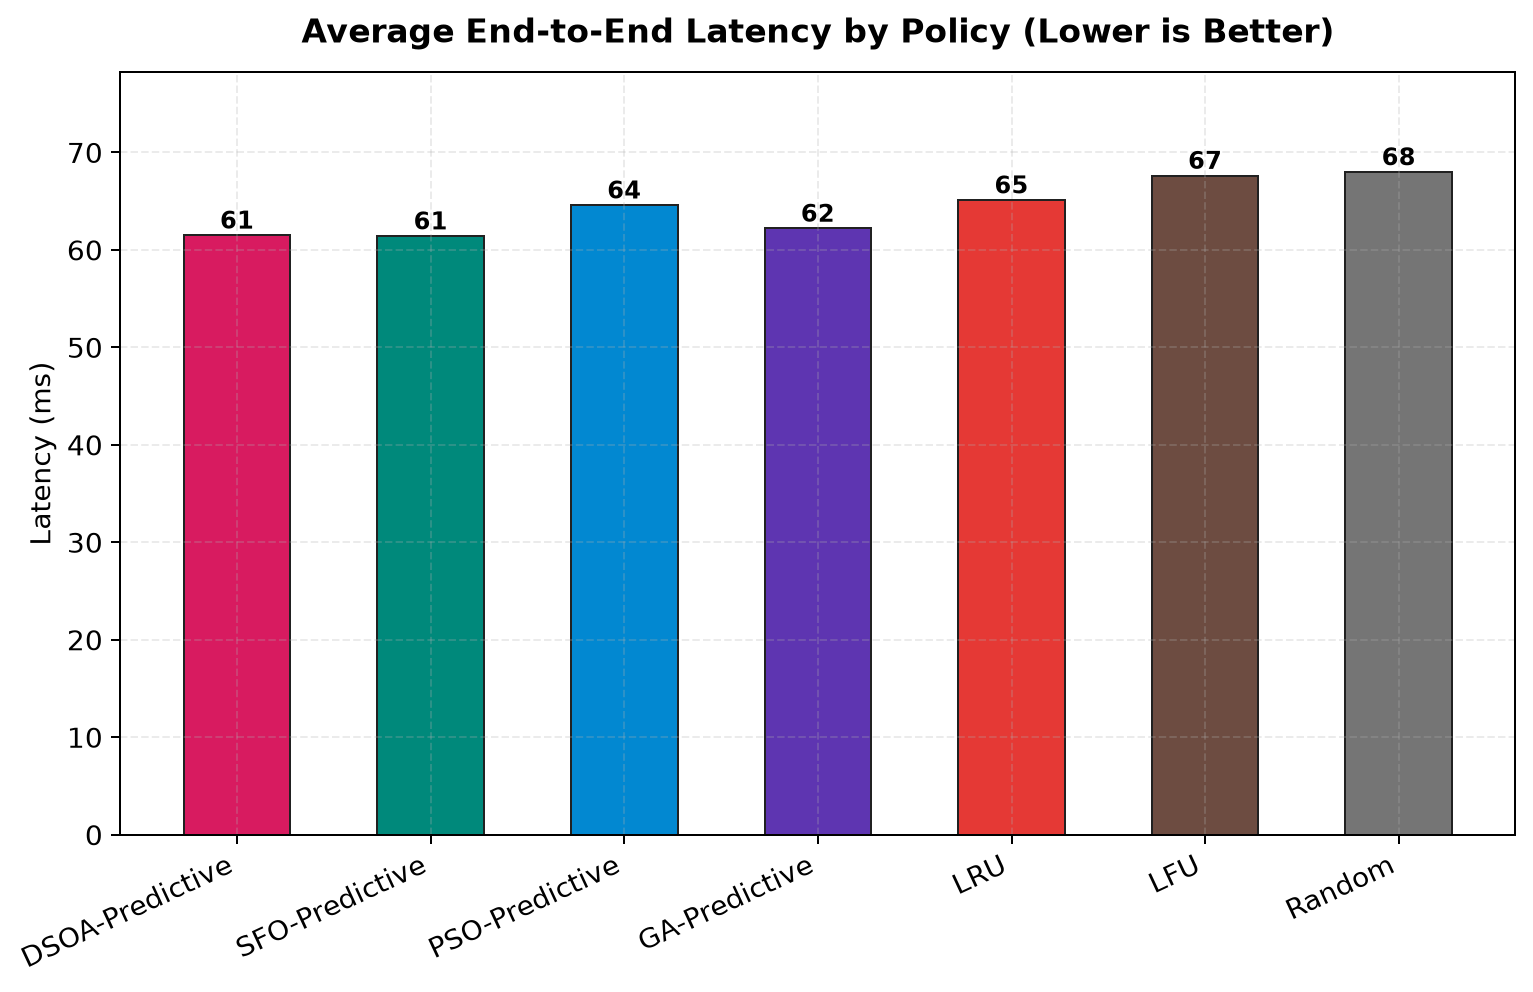 Average End-to-End Latency by Policy (Lower is Better)
Latency (ms)
70
60
50
40
30
20
10
0
61
61
64
62
65
67
68
DSOA-Predictive
SFO-Predictive
PSO-Predictive
GA-Predictive
LRU
LFU
Random